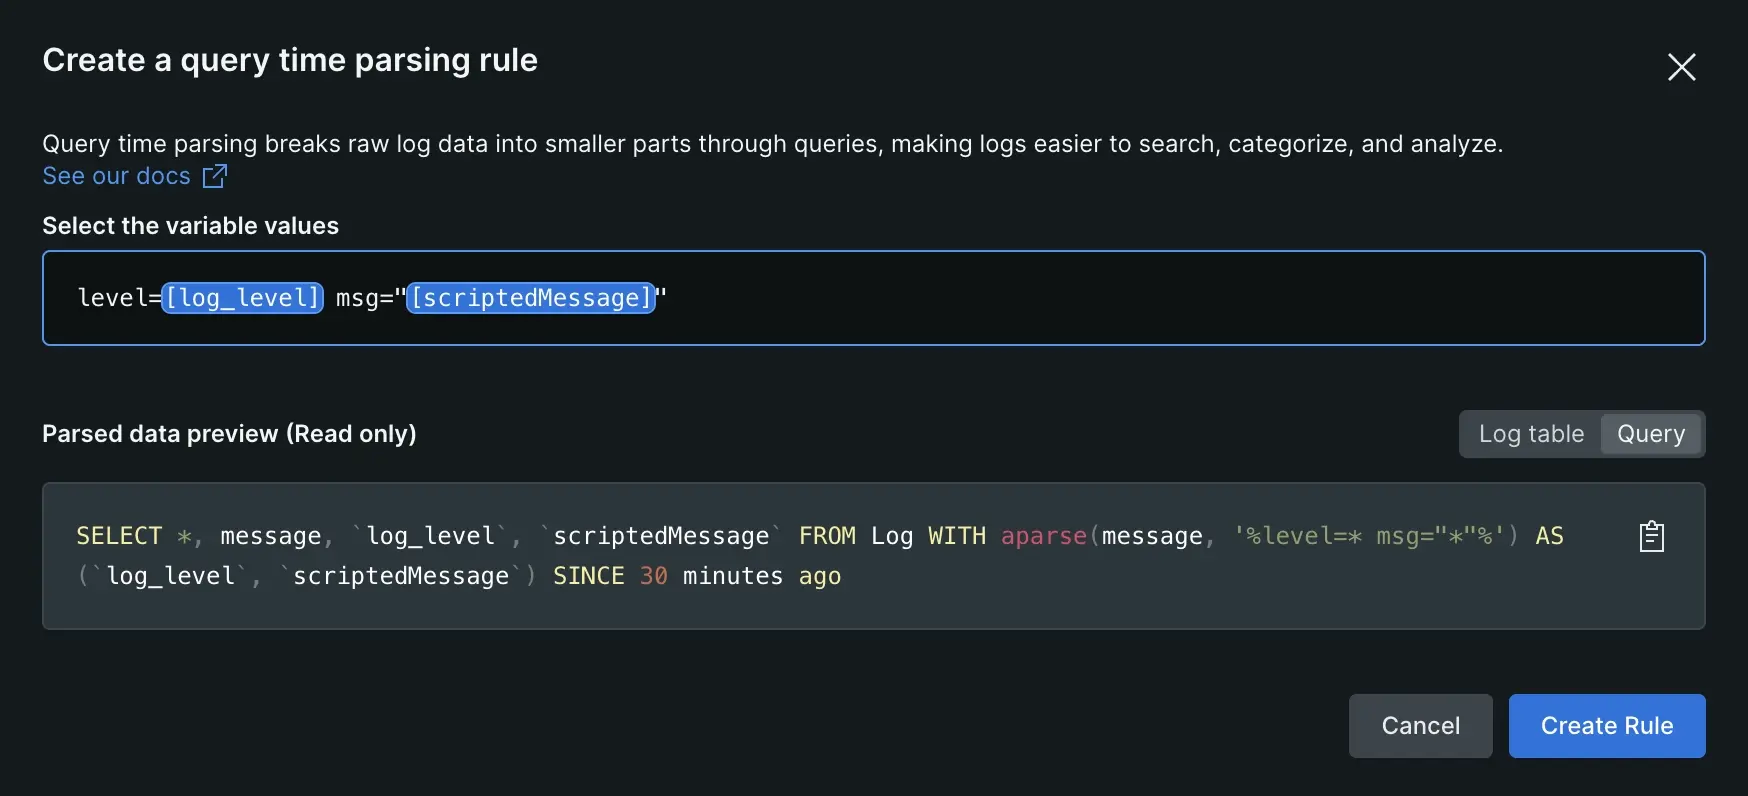 Create a query time parsing rule
Query time parsing breaks raw log data into smaller parts through queries, making logs easier to search, categorize, and analyze.
See our docs
Select the variable values
level=[log_level] msg="[scriptedMessage]"
Parsed data preview (Read only)
Log table Query
SELECT *, message, `log_level`, `scriptedMessage` FROM Log WITH aparse(message, '%level=* msg="*"%') AS
(`log_level`, `scriptedMessage`) SINCE 30 minutes ago
Cancel Create Rule